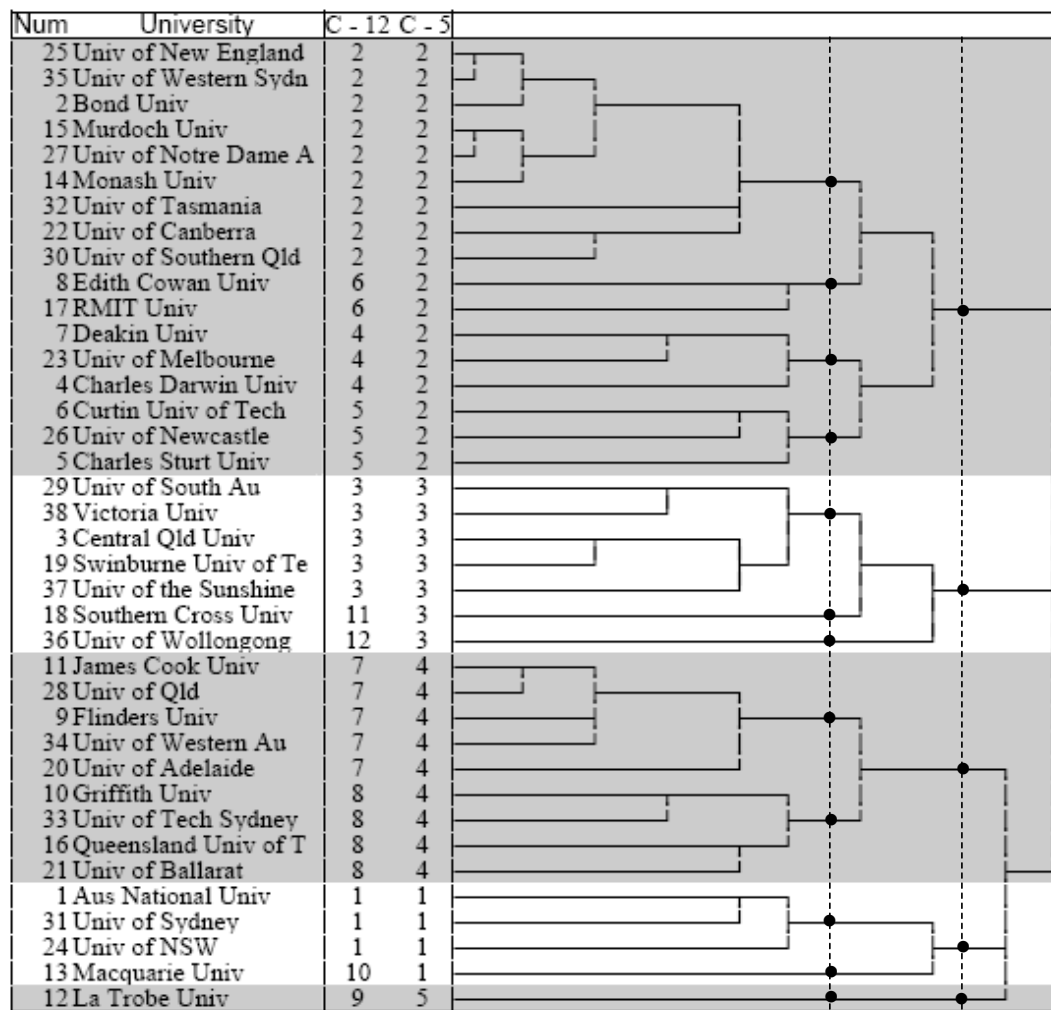 Num University C - 12 C - 5
25 Univ of New England 2 2
35 Univ of Western Sydn 2 2
2 Bond Univ 2 2
15 Murdoch Univ 2 2
27 Univ of Notre Dame A 2 2
14 Monash Univ 2 2
32 Univ of Tasmania 2 2
22 Univ of Canberra 2 2
30 Univ of Southern Qld 2 2
8 Edith Cowan Univ 6 2
17 RMIT Univ 6 2
7 Deakin Univ 4 2
23 Univ of Melbourne 4 2
4 Charles Darwin Univ 4 2
6 Curtin Univ of Tech 5 2
26 Univ of Newcastle 5 2
5 Charles Sturt Univ 5 2
29 Univ of South Au 3 3
38 Victoria Univ 3 3
3 Central Qld Univ 3 3
19 Swinburne Univ of Te 3 3
37 Univ of the Sunshine 3 3
18 Southern Cross Univ 11 3
36 Univ of Wollongong 12 3
11 James Cook Univ 7 4
28 Univ of Qld 7 4
9 Flinders Univ 7 4
34 Univ of Western Au 7 4
20 Univ of Adelaide 7 4
10 Griffith Univ 8 4
33 Univ of Tech Sydney 8 4
16 Queensland Univ of T 8 4
21 Univ of Ballarat 8 4
1 Aus National Univ 1 1
31 Univ of Sydney 1 1
24 Univ of NSW 1 1
13 Macquarie Univ 10 1
12 La Trobe Univ 9 5